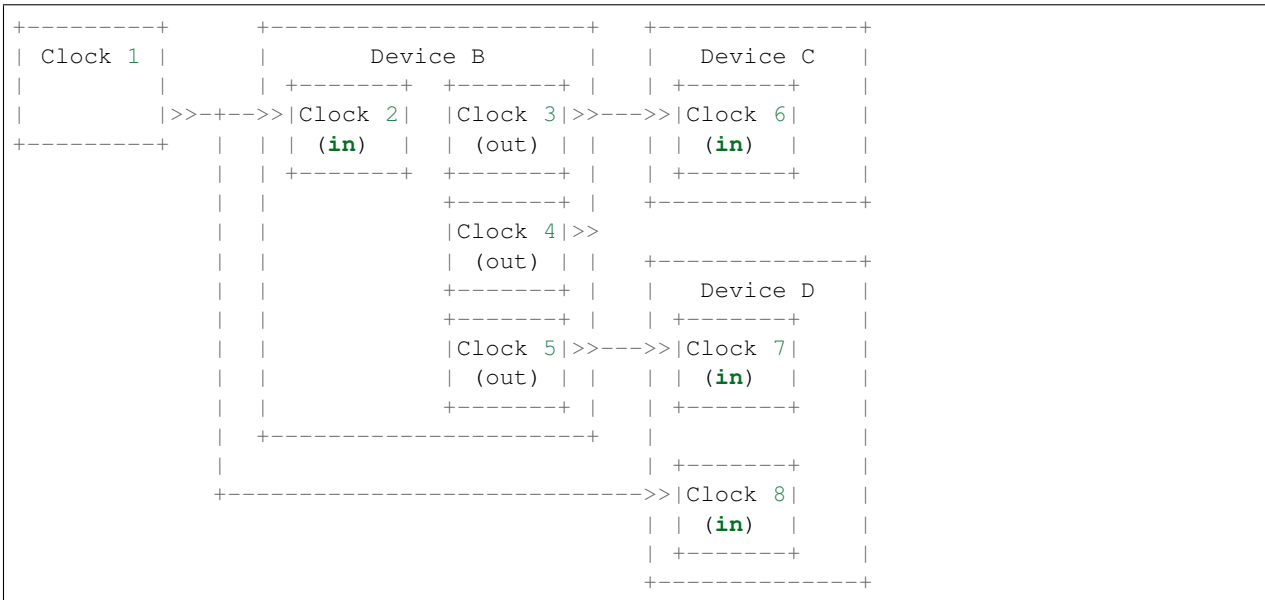 +---------+      +----------------------+   +--------------+
| Clock 1 |      |       Device B       |   |   Device C   |
|         |      | +-------+  +-------+ |   | +-------+    |
|         |>>-+-->>|Clock 2|  |Clock 3|>>--->>|Clock 6|    |
+---------+   |  | | (in)  |  | (out) | |   | | (in)  |    |
              |  | +-------+  +-------+ |   | +-------+    |
              |  |            +-------+ |   +--------------+
              |  |            |Clock 4|>>
              |  |            | (out) | |   +--------------+
              |  |            +-------+ |   |   Device D   |
              |  |            +-------+ |   | +-------+    |
              |  |            |Clock 5|>>--->>|Clock 7|    |
              |  |            | (out) | |   | | (in)  |    |
              |  |            +-------+ |   | +-------+    |
              |  +----------------------+   |              |
              |                             | +-------+    |
              +----------------------------->>|Clock 8|    |
                                            | | (in)  |    |
                                            | +-------+    |
                                            +--------------+